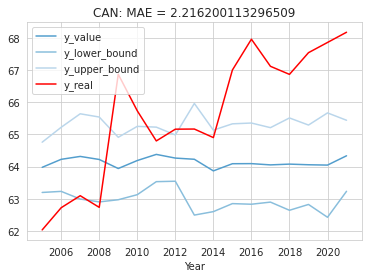 CAN: MAE = 2.216200113296509
y_value
y_lower_bound
y_upper_bound
y_real
68
67
66
65
64
63
62
2006
2008
2010
2012
2014
2016
2018
2020
Year